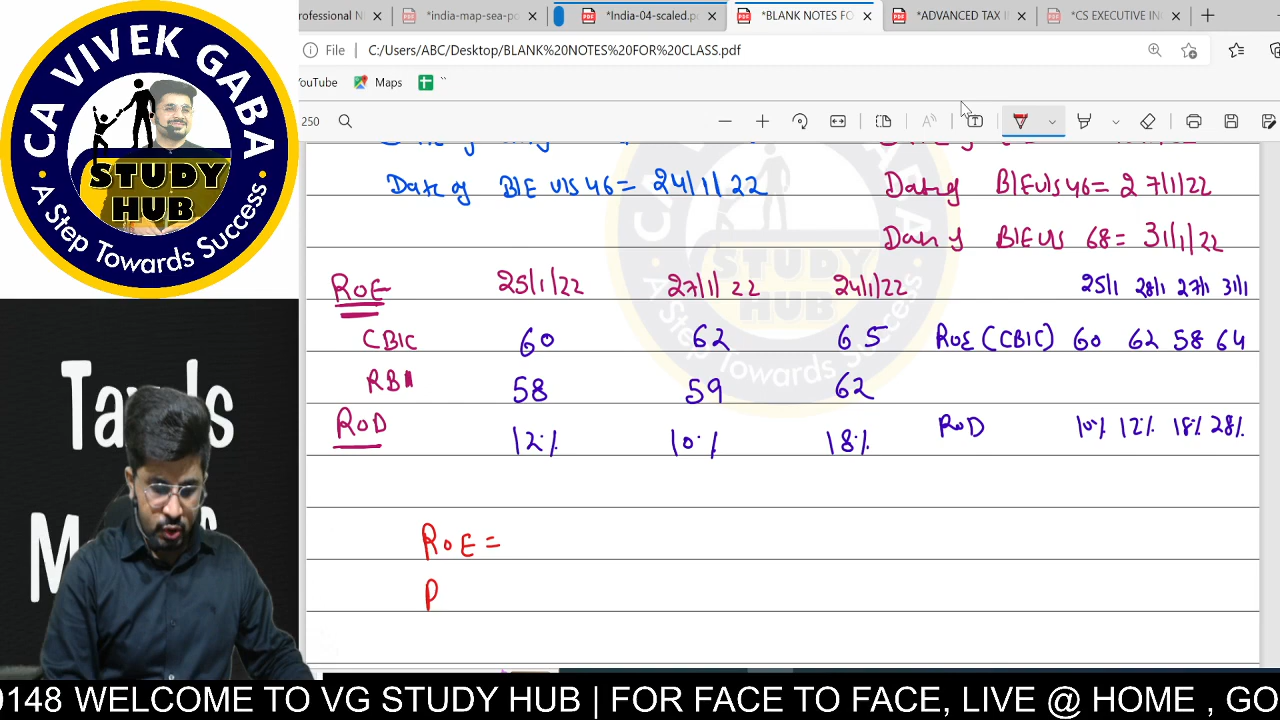 CA VIVEK GABA
STUDY
HUB
• A Step Towards Success •
*india-map-sea-po
*India-04-scaled.p
*BLANK NOTES FO
*ADVANCED TAX
*CS EXECUTIVE IN
File C:/Users/ABC/Desktop/BLANK%20NOTES%20FOR%20CLASS.pdf
YouTube Maps
250
Date of B/E u/s 46 = 24/1/22
Date of B/E u/s 46 = 27/1/22
Date of B/E u/s 68 = 31/1/22
RoE 25/1/22 27/1/22 24/1/22
25/1 28/1 27/1 31/1
CBIC 60 62 65
RoE (CBIC) 60 62 58 64
RBI 58 59 62
RoD 12% 10% 18%
RoD 10% 12% 18% 28%
RoE =
R
STUDY
HUB
0148 WELCOME TO VG STUDY HUB | FOR FACE TO FACE, LIVE @ HOME , GO